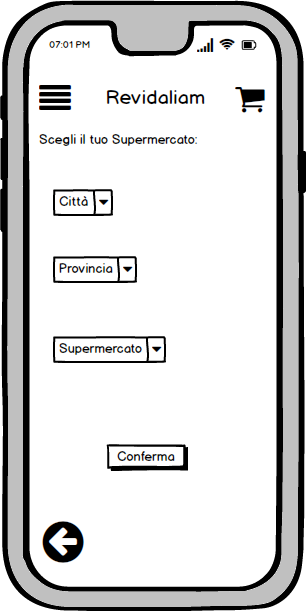 07:01 PM
Revidaliam
Scegli il tuo Supermercato:
Città
Provincia
Supermercato
Conferma